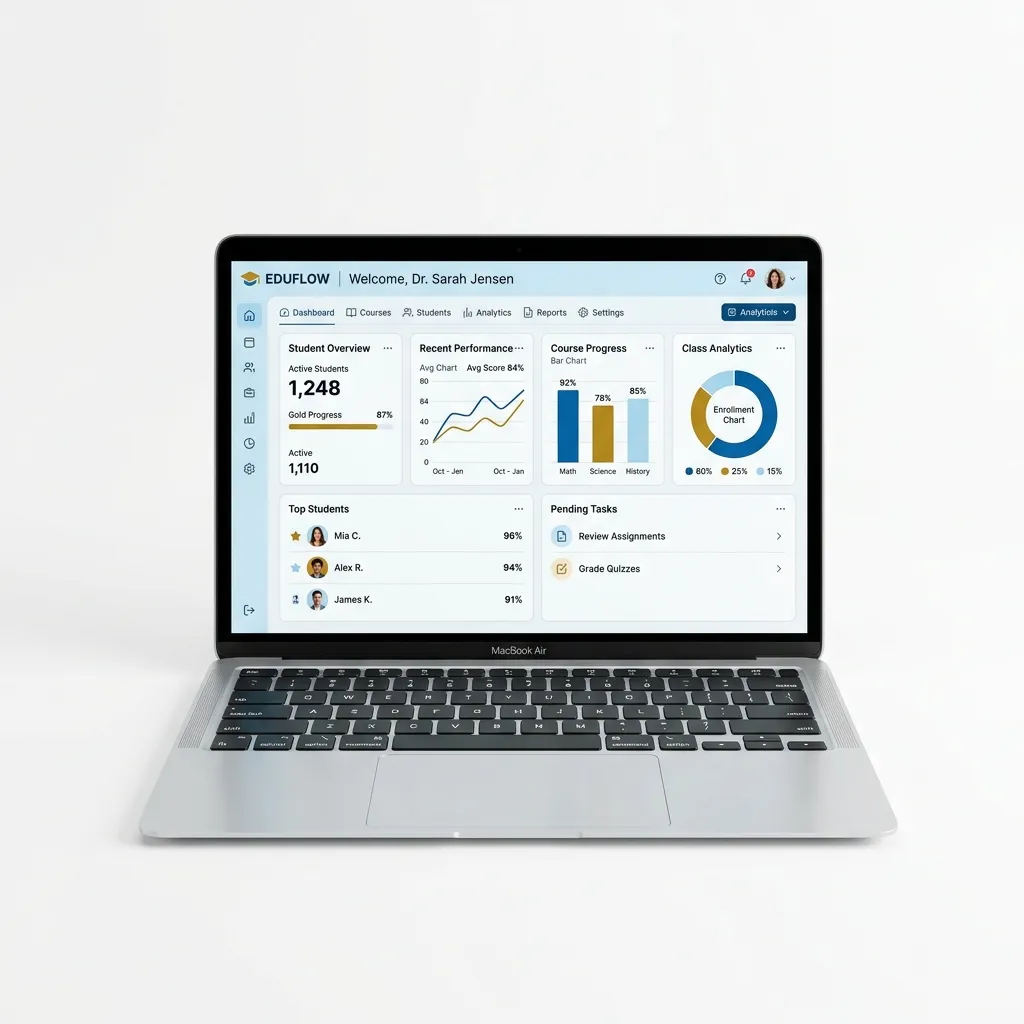 EDUFLOW | Welcome, Dr. Sarah Jensen
Dashboard Courses Students Analytics Reports Settings
Analytiols
Student Overview
Active Students
1,248
Gold Progress 87%
Active
1,110
Recent Performance
Avg Chart Avg Score 84%
80
64
40
20
0
Oct - Jen Oct - Jan
Course Progress
Bar Chart
92%
78%
85%
Math Science History
Class Analytics
Enrollment
Chart
60% 25% 15%
Top Students
Mia C. 96%
Alex R. 94%
James K. 91%
Pending Tasks
Review Assignments
Grade Qulzzes
MacBook Air